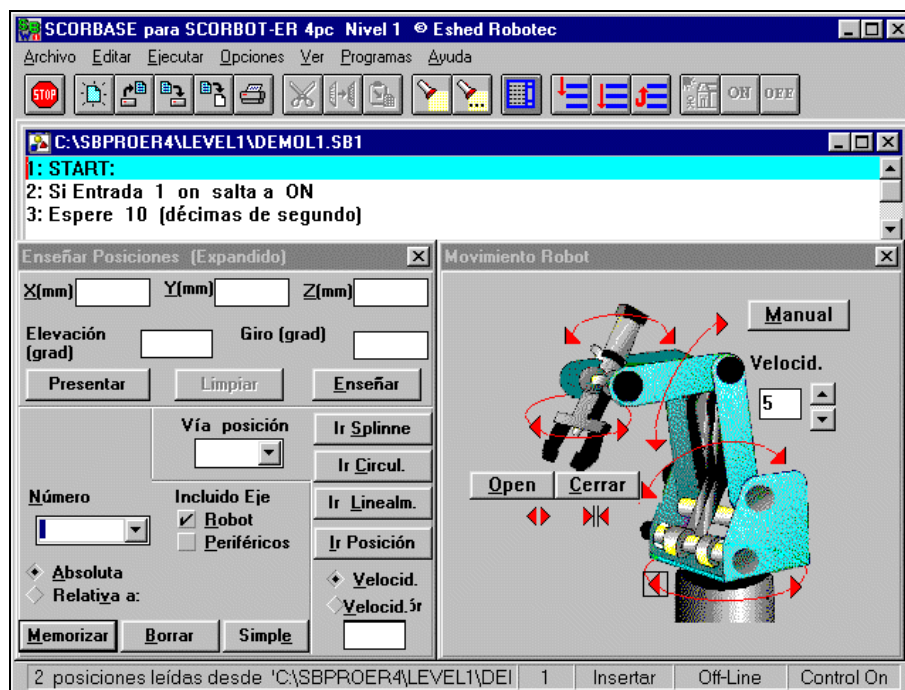 SCORBASE para SCORBOT-ER 4pc Nivel 1 © Eshed Robotec
Archivo Editar Ejecutar Opciones Ver Programas Ayuda
STOP ON OFF
C:\SBPROER4\LEVEL1\DEMOL1.SB1
1: START:
2: Si Entrada 1 on salta a ON
3: Espere 10 (décimas de segundo)
Enseñar Posiciones (Expandido)
X(mm) Y(mm) Z(mm)
Elevación (grad) Giro (grad)
Presentar Limpiar Enseñar
Vía posición
Ir Splinne
Ir Circul.
Número
Incluido Eje
Ir Linealm.
Robot
Periféricos
Ir Posición
Absoluta
Relativa a:
Velocid.
Velocid.ór
Memorizar Borrar Simple
Movimiento Robot
Manual
Velocid.
5
Open Cerrar
2 posiciones leídas desde 'C:\SBPROER4\LEVEL1\DEI 1 Insertar Off-Line Control On